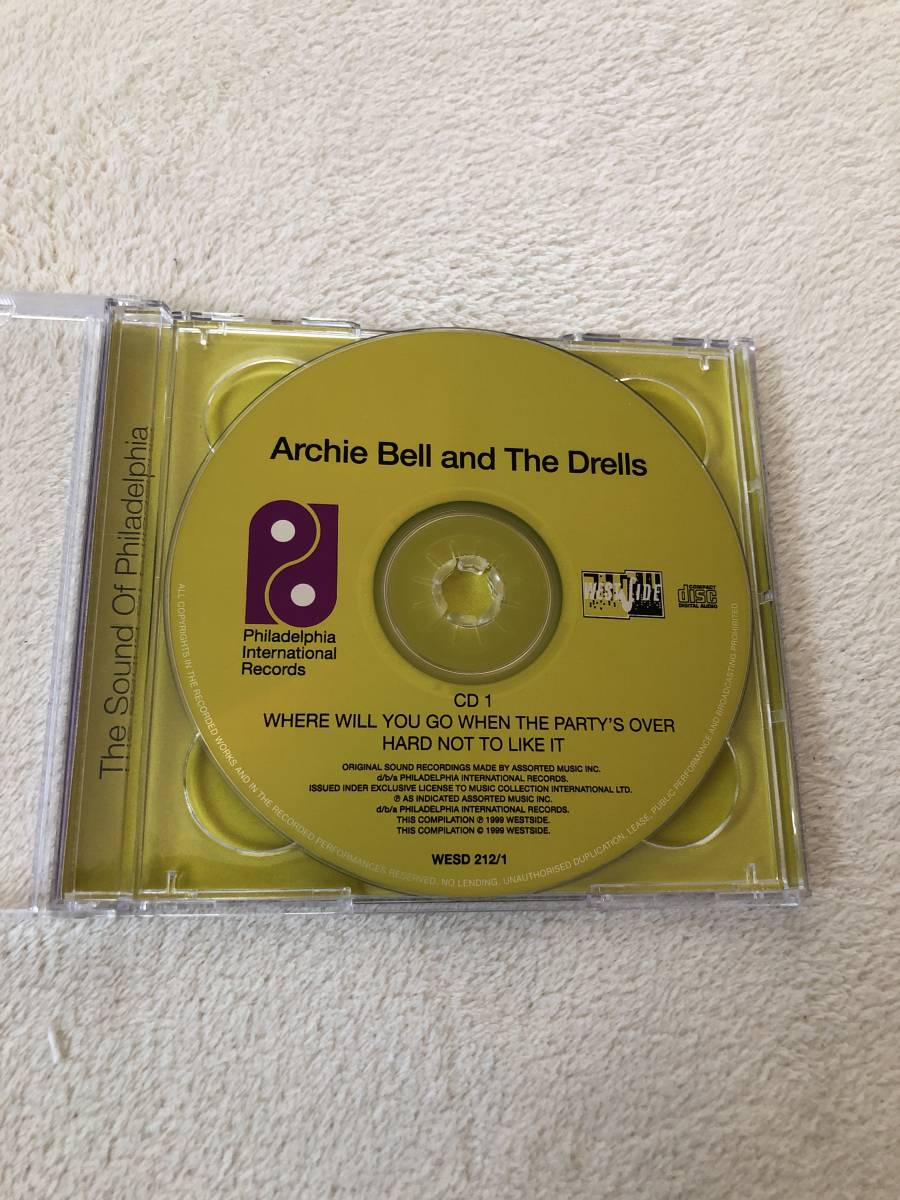 The Sound Of Philadelphia
Archie Bell and The Drells
Philadelphia
International
Records
WEST SIDE
COMPACT
disc
DIGITAL AUDIO
CD 1
WHERE WILL YOU GO WHEN THE PARTY'S OVER
HARD NOT TO LIKE IT
ORIGINAL SOUND RECORDINGS MADE BY ASSORTED MUSIC INC.
d/b/a PHILADELPHIA INTERNATIONAL RECORDS.
ISSUED INDER EXCLUSIVE LICENSE TO MUSIC COLLECTION INTERNATIONAL LTD.
℗ AS INDICATED ASSORTED MUSIC INC.
d/b/a PHILADELPHIA INTERNATIONAL RECORDS.
THIS COMPILATION ℗ 1999 WESTSIDE.
THIS COMPILATION © 1999 WESTSIDE.
WESD 212/1
ALL COPYRIGHTS IN THE RECORDED WORKS AND IN THE RECORDED PERFORMANCES RESERVED. NO LENDING. UNAUTHORISED DUPLICATION, LEASE, PUBLIC PERFORMANCE AND BROADCASTING PROHIBITED